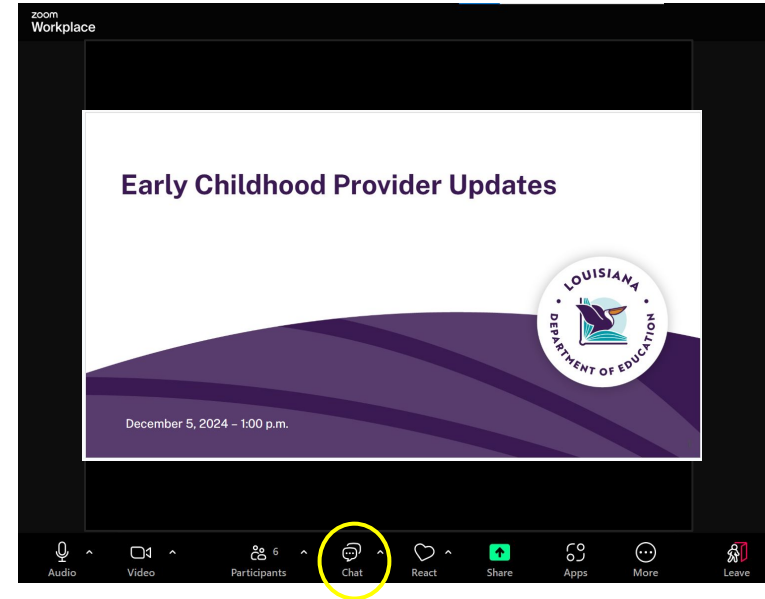 zoom
Workplace
Early Childhood Provider Updates
LOUISIANA
DEPARTMENT OF EDUCATION
December 5, 2024 – 1:00 p.m.
6
Audio
Video
Participants
Chat
React
Share
Apps
More
Leave